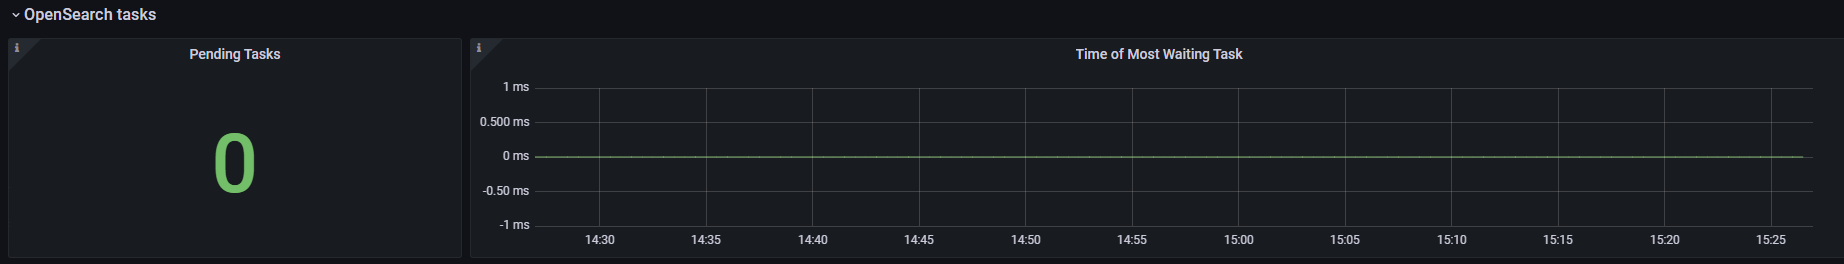 OpenSearch tasks
Pending Tasks
0
Time of Most Waiting Task
1 ms
0.500 ms
0 ms
-0.50 ms
-1 ms
14:30 14:35 14:40 14:45 14:50 14:55 15:00 15:05 15:10 15:15 15:20 15:25